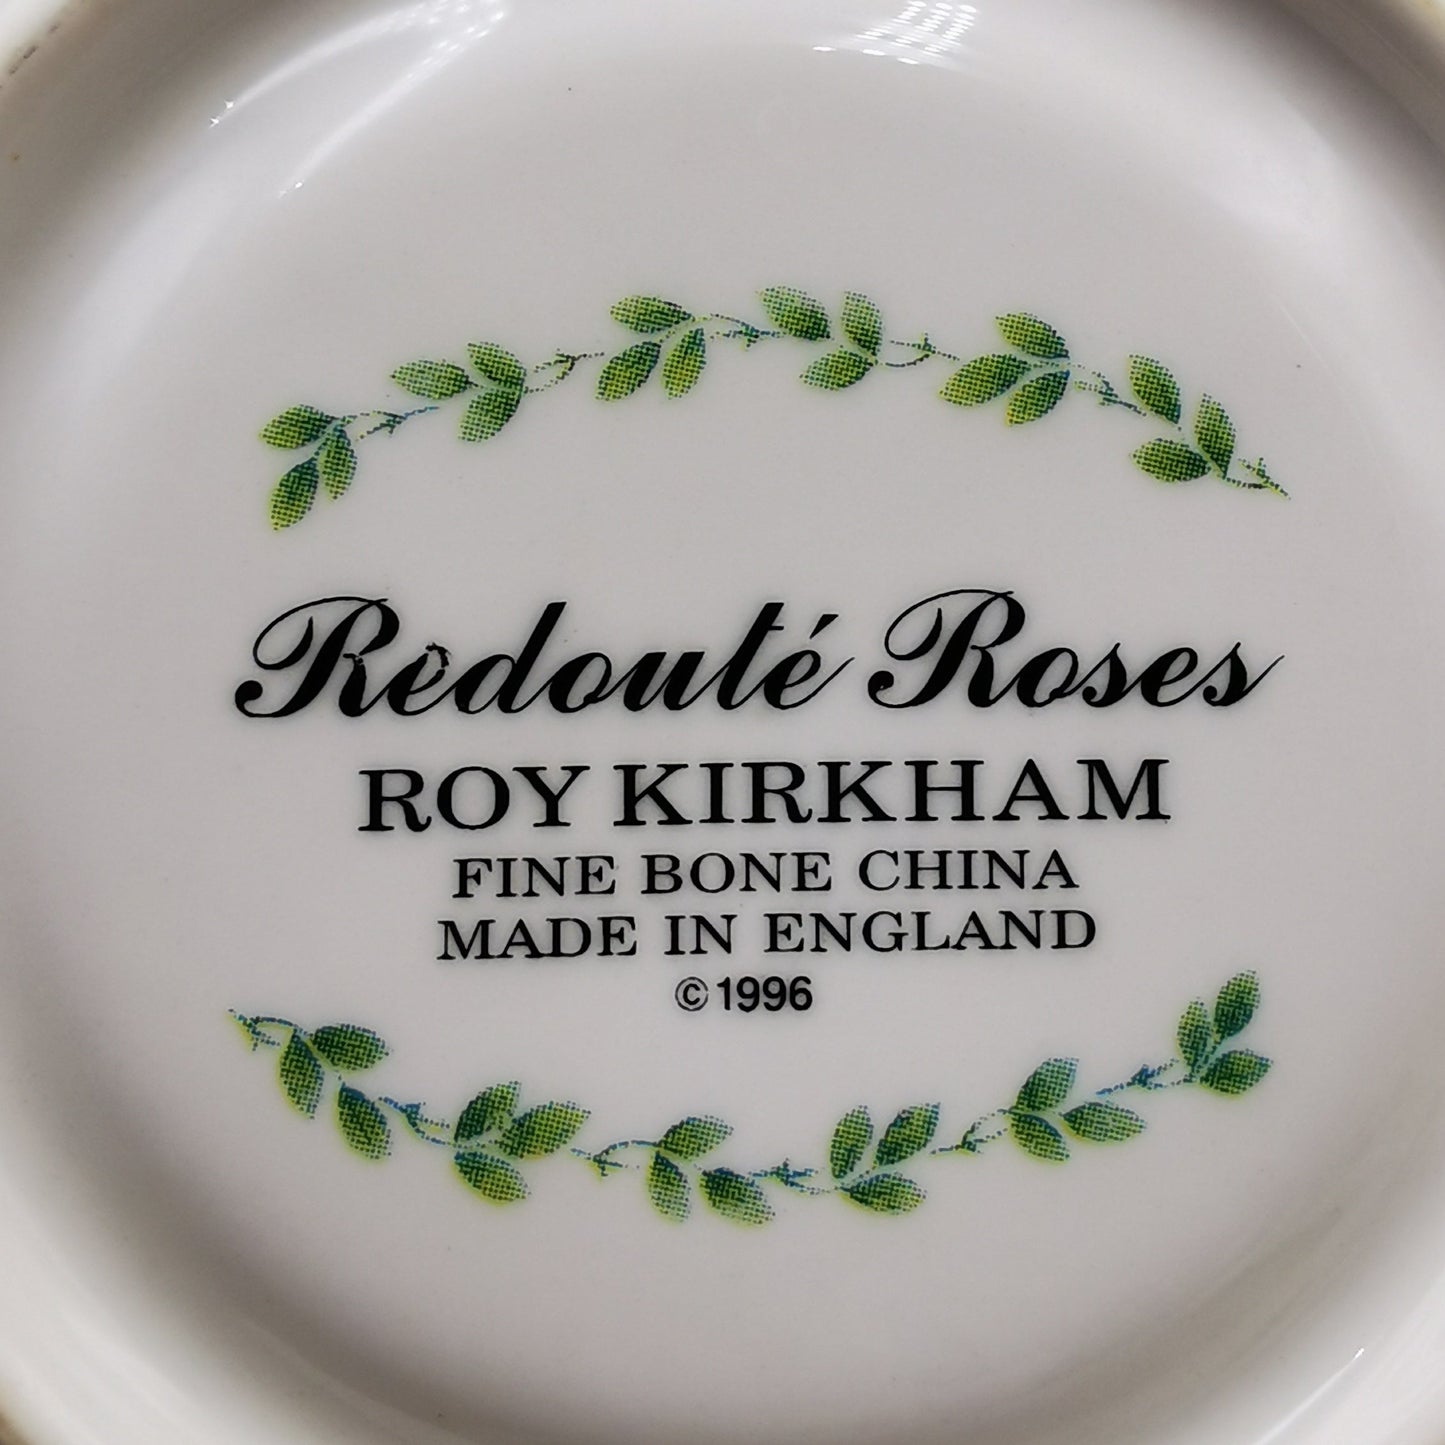 Redouté Roses
ROY KIRKHAM
FINE BONE CHINA
MADE IN ENGLAND
©1996